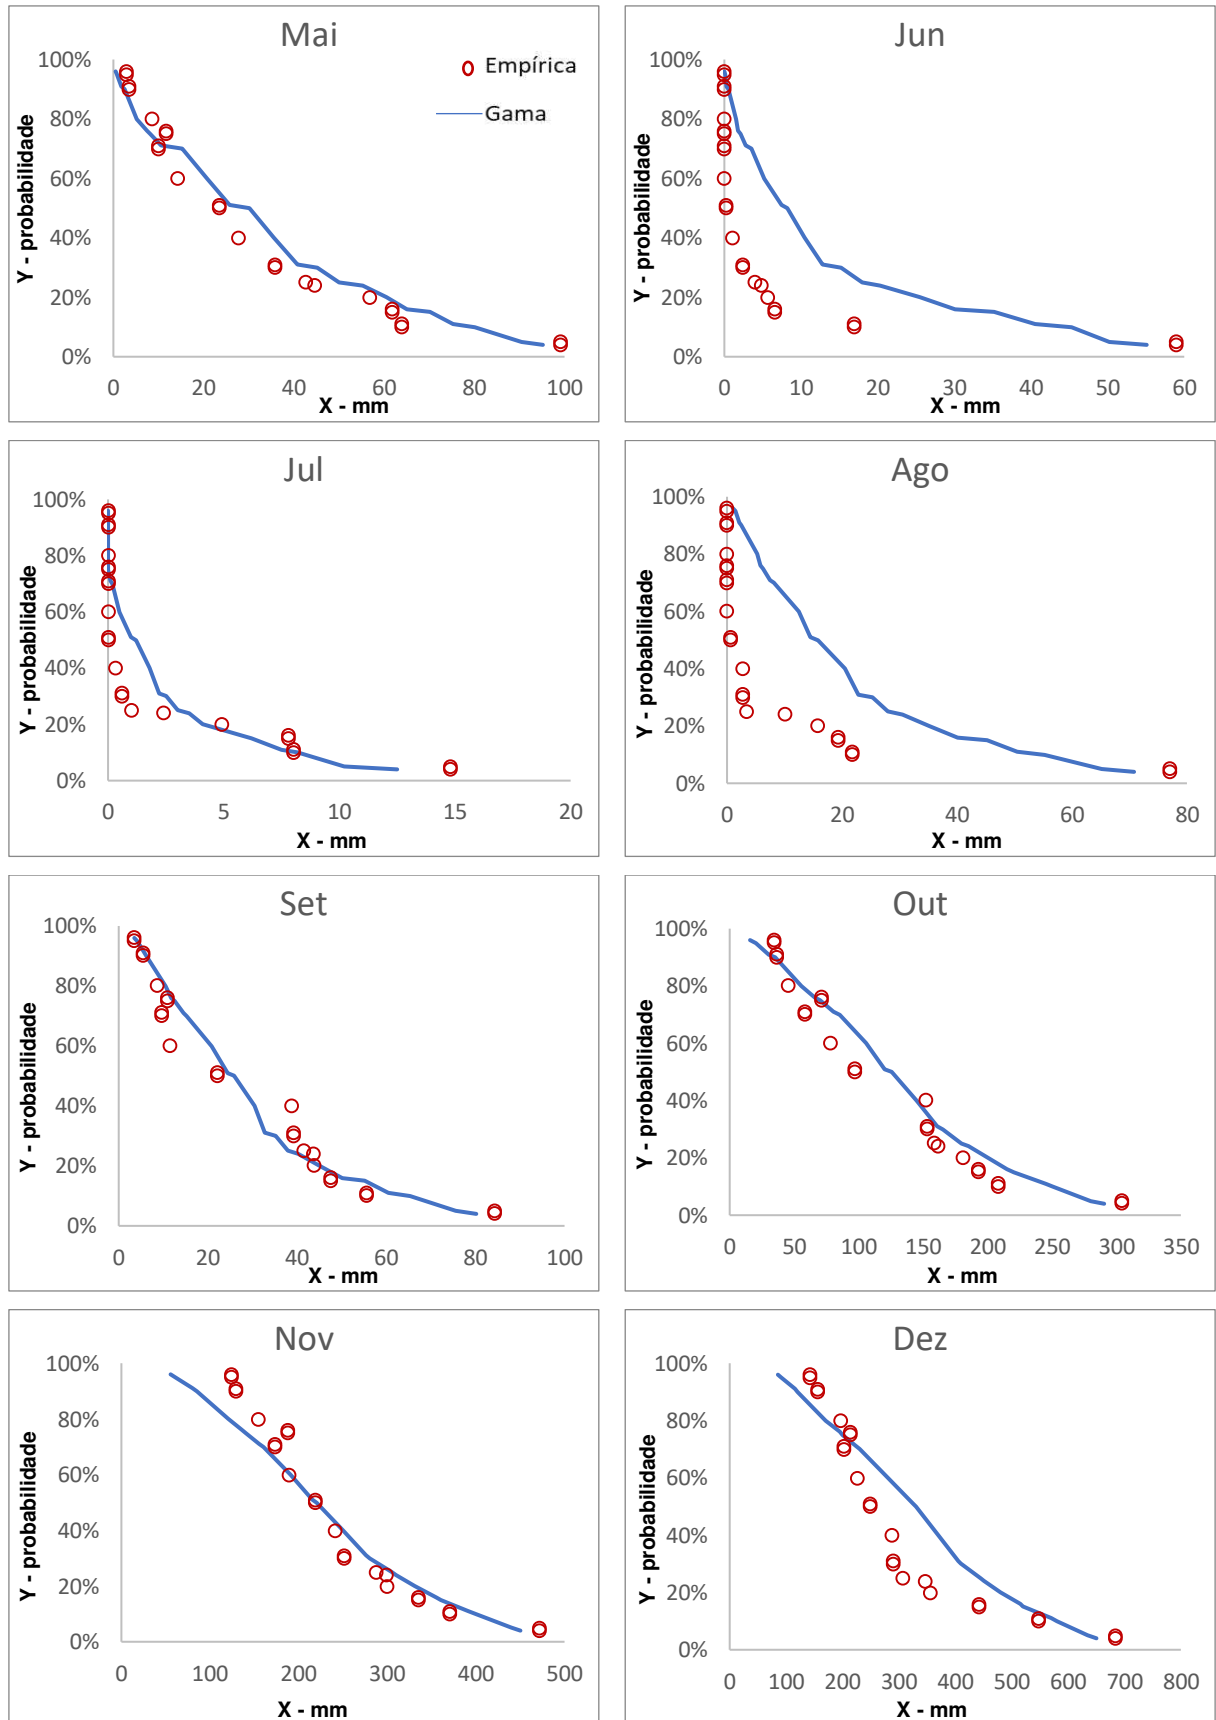 Mai
Empírica
Gama
100%
80%
60%
40%
20%
0%
Y - probabilidade
0 20 40 60 80 100
X - mm
Jun
100%
80%
60%
40%
20%
0%
Y - probabilidade
0 10 20 30 40 50 60
X - mm
Jul
100%
80%
60%
40%
20%
0%
Y - probabilidade
0 5 10 15 20
X - mm
Ago
100%
80%
60%
40%
20%
0%
Y - probabilidade
0 20 40 60 80
X - mm
Set
100%
80%
60%
40%
20%
0%
Y - probabilidade
0 20 40 60 80 100
X - mm
Out
100%
80%
60%
40%
20%
0%
Y - probabilidade
0 50 100 150 200 250 300 350
X - mm
Nov
100%
80%
60%
40%
20%
0%
Y - probabilidade
0 100 200 300 400 500
X - mm
Dez
100%
80%
60%
40%
20%
0%
Y - probabilidade
0 100 200 300 400 500 600 700 800
X - mm